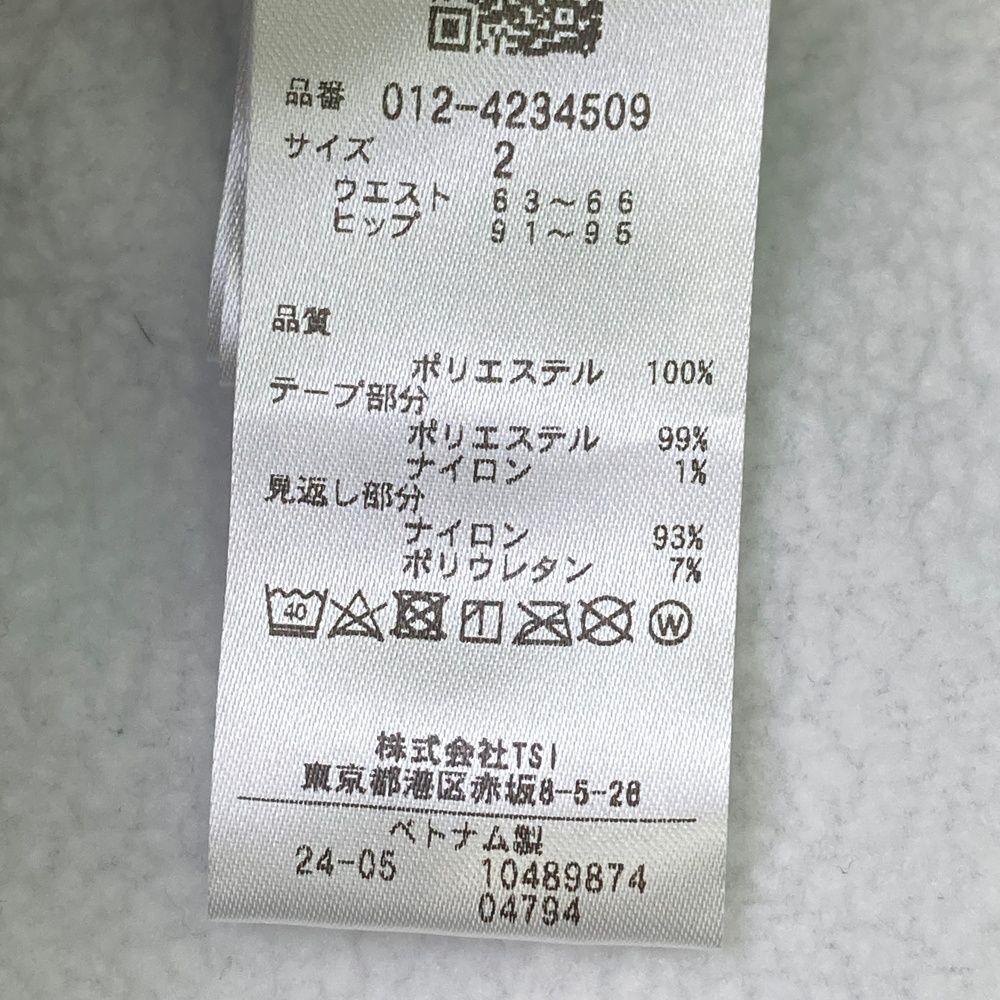 品番 012-4234509
サイズ 2
ウエスト 63〜66
ヒップ 91〜95
品質
ポリエステル 100%
テープ部分
ポリエステル 99%
ナイロン 1%
見返し部分
ナイロン 93%
ポリウレタン 7%
40 W
株式会社TSI
東京都港区赤坂8-5-26
ベトナム製
24-05 10489874
04794